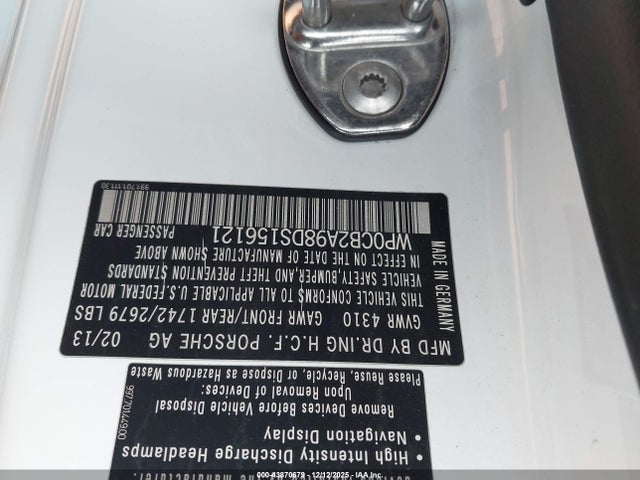 MFD BY DR.ING H.C.F. PORSCHE AG 02/13
GVWR 4310 GAWR FRONT/REAR 1742/2679 LBS
THIS VEHICLE CONFORMS TO ALL APPLICABLE U.S.FEDERAL MOTOR
VEHICLE SAFETY,BUMPER,AND THEFT PREVENTION STANDARDS
IN EFFECT ON THE DATE OF MANUFACTURE SHOWN ABOVE
WP0CB2A98DS156121 PASSENGER CAR
MADE IN GERMANY
99170111130
High Intensity Discharge Headlamps
• Navigation Display
Remove Devices Before Vehicle Disposal
Upon Removal of Devices:
Please Reuse, Recycle or Dispose as Hazardous Waste
99770144900
000-43870679 - 12/12/2025 - IAA Inc.